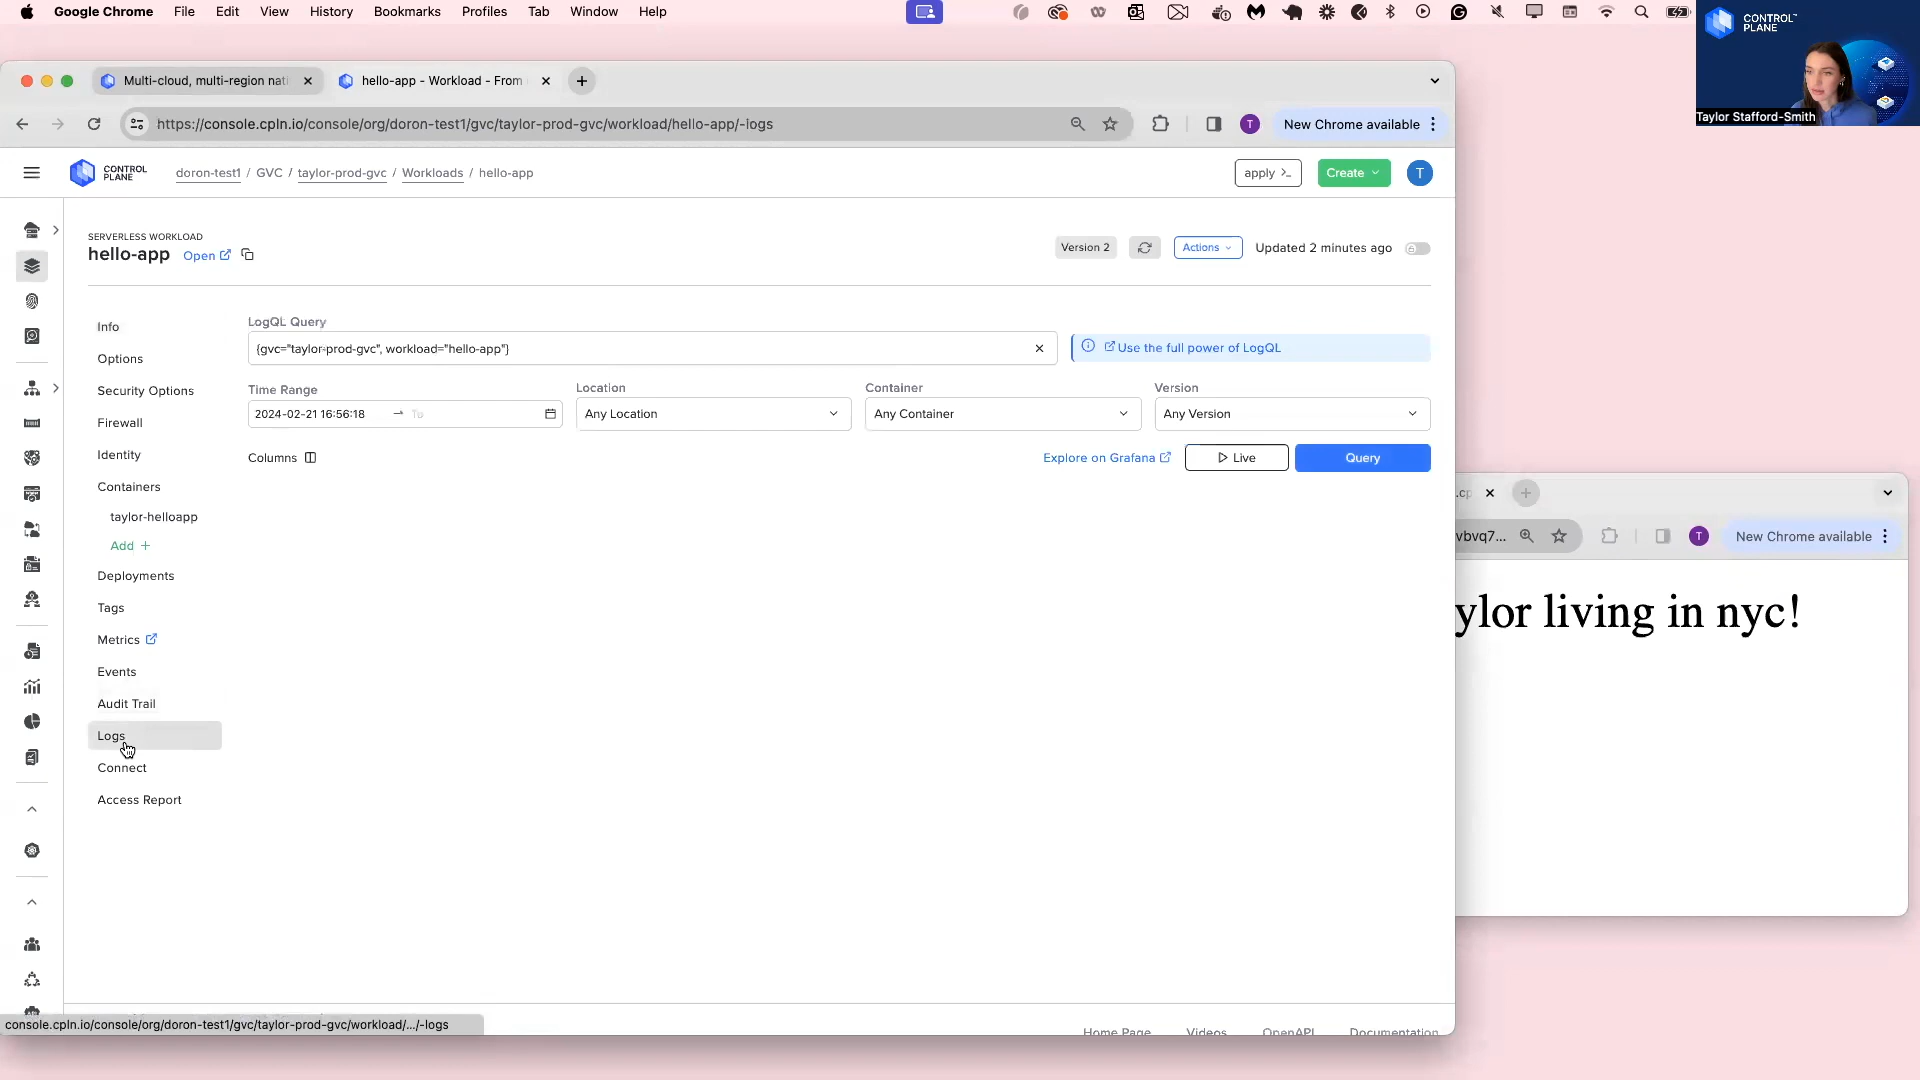 Google Chrome File Edit View History Bookmarks Profiles Tab Window Help
CONTROL PLANE™
Taylor Stafford-Smith
Multi-cloud, multi-region nati
hello-app - Workload - From
https://console.cpln.io/console/org/doron-test1/gvc/taylor-prod-gvc/workload/hello-app/-logs
T
New Chrome available
CONTROL PLANE
doron-test1 / GVC / taylor-prod-gvc / Workloads / hello-app
apply >_
Create
T
SERVERLESS WORKLOAD
hello-app
Open
Version 2
Actions
Updated 2 minutes ago
Info
Options
Security Options
Firewall
Identity
Containers
taylor-helloapp
Add +
Deployments
Tags
Metrics
Events
Audit Trail
Logs
Connect
Access Report
LogQL Query
{gvc="taylor-prod-gvc", workload="hello-app"}
Use the full power of LogQL
Time Range
2024-02-21 16:56:18 → To
Location
Any Location
Container
Any Container
Version
Any Version
Columns
Explore on Grafana
Live
Query
.cp
vbvq7...
T
New Chrome available
ylor living in nyc!
Home Page Videos OpenAPI Documentation
console.cpln.io/console/org/doron-test1/gvc/taylor-prod-gvc/workload/.../-logs